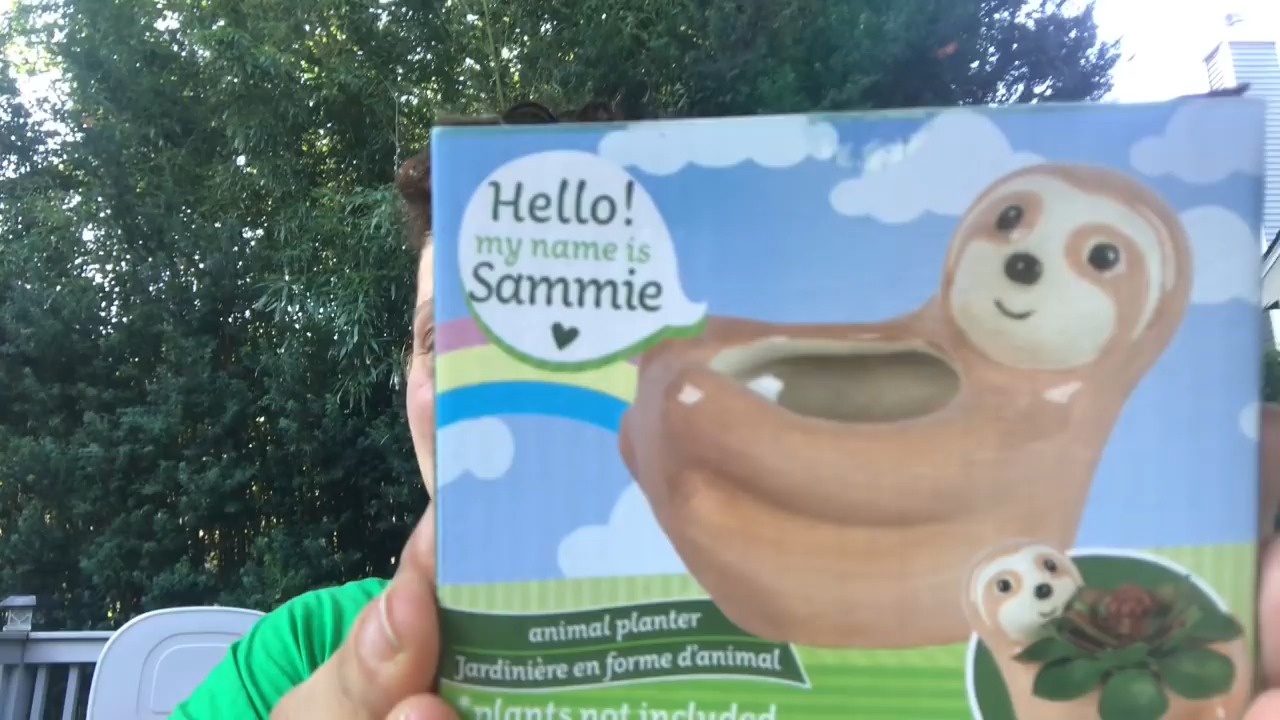 Hello!
my name is
Sammie
animal planter
Jardinière en forme d'animal
*plants not included